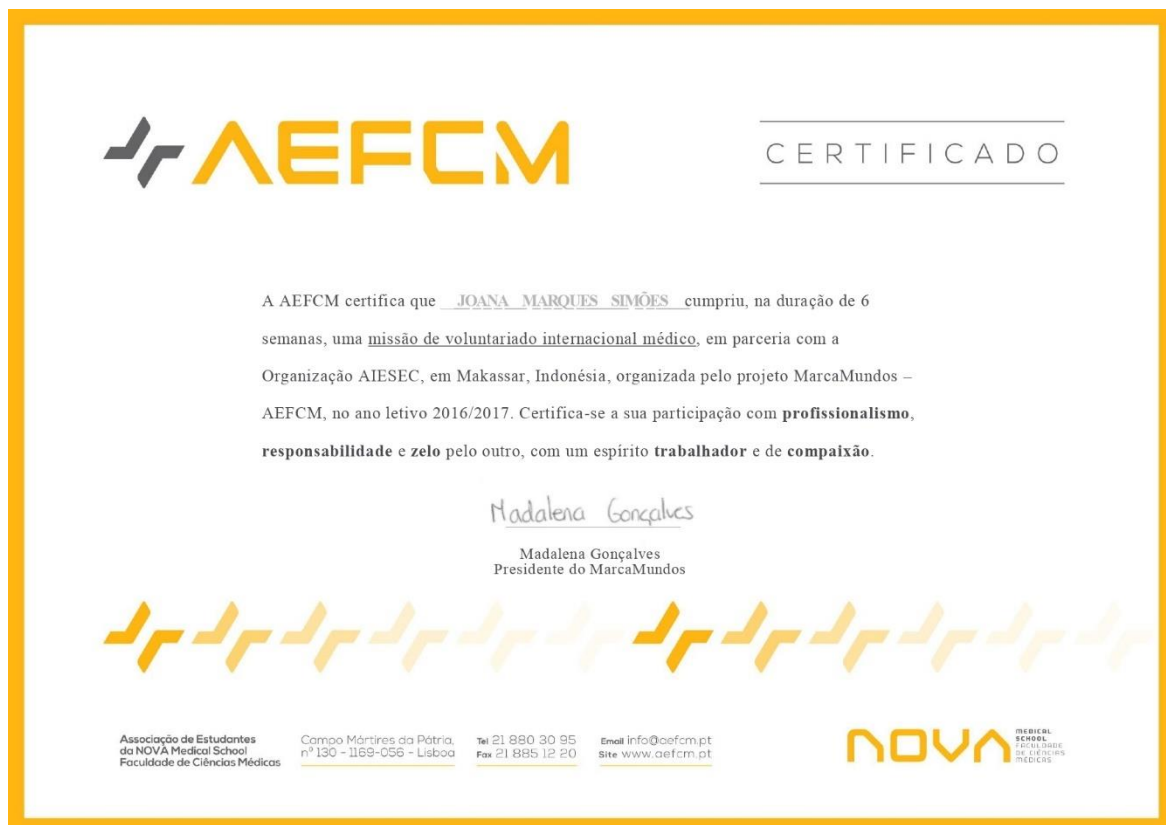 AEFCM
CERTIFICADO
A AEFCM certifica que JOANA MARQUES SIMÕES cumpriu, na duração de 6
semanas, uma missão de voluntariado internacional médico, em parceria com a
Organização AIESEC, em Makassar, Indonésia, organizada pelo projeto MarcaMundos –
AEFCM, no ano letivo 2016/2017. Certifica-se a sua participação com profissionalismo,
responsabilidade e zelo pelo outro, com um espírito trabalhador e de compaixão.
Madalena Gonçalves
Madalena Gonçalves
Presidente do MarcaMundos
Associação de Estudantes
da NOVA Medical School
Faculdade de Ciências Médicas
Campo Mártires da Pátria,
nº 130 - 1169-056 - Lisboa
Tel 21 880 30 95
Fax 21 885 12 20
Email info@aefcm.pt
Site www.aefcm.pt
NOVA
MEDICAL
SCHOOL
FACULDADE
DE CIÊNCIAS
MÉDICAS